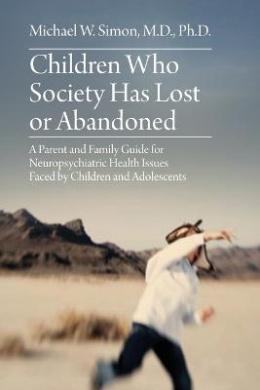 Michael W. Simon, M.D., Ph.D.
Children Who
Society Has Lost
or Abandoned
A Parent and Family Guide for
Neuropsychiatric Health Issues
Faced by Children and Adolescents